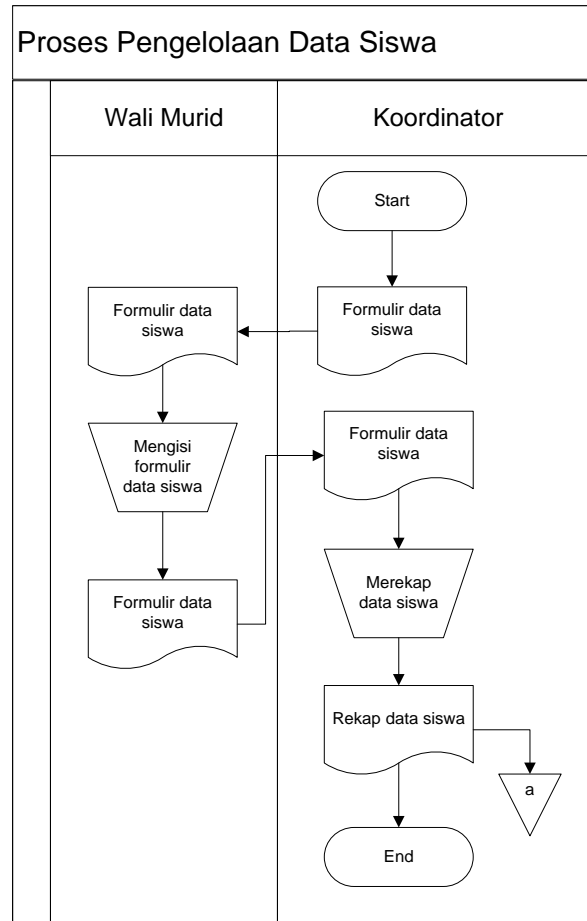 Proses Pengelolaan Data Siswa
Wali Murid
Koordinator
Start
Formulir data
siswa
Formulir data
siswa
Mengisi
formulir
data siswa
Formulir data
siswa
Formulir data
siswa
Merekap
data siswa
Rekap data siswa
a
End